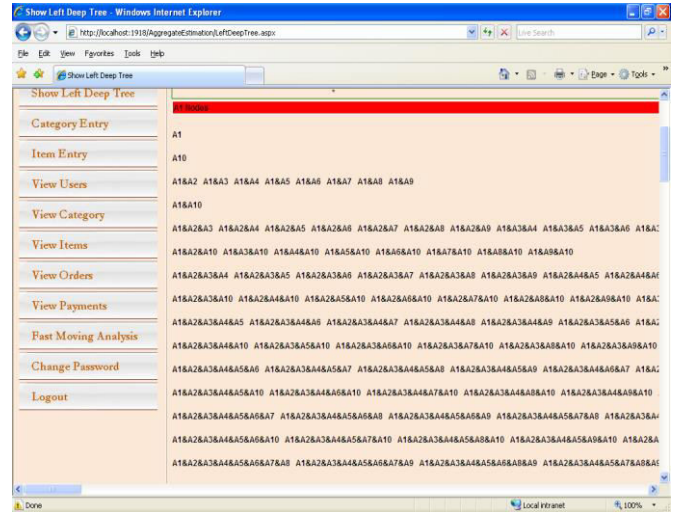 Show Left Deep Tree - Windows Internet Explorer
http://localhost:1918/AggregateEstimation/LeftDeepTree.aspx
Live Search
File Edit View Favorites Tools Help
Show Left Deep Tree
Page Tools
Show Left Deep Tree
Category Entry
Item Entry
View Users
View Category
View Items
View Orders
View Payments
Fast Moving Analysis
Change Password
Logout
A1 Nodes
A1
A10
A1&A2 A1&A3 A1&A4 A1&A5 A1&A6 A1&A7 A1&A8 A1&A9
A1&A10
A1&A2&A3 A1&A2&A4 A1&A2&A5 A1&A2&A6 A1&A2&A7 A1&A2&A8 A1&A2&A9 A1&A3&A4 A1&A3&A5 A1&A3&A6
A1&A2&A10 A1&A3&A10 A1&A4&A10 A1&A5&A10 A1&A6&A10 A1&A7&A10 A1&A8&A10 A1&A9&A10
A1&A2&A3&A4 A1&A2&A3&A5 A1&A2&A3&A6 A1&A2&A3&A7 A1&A2&A3&A8 A1&A2&A3&A9 A1&A2&A4&A5
A1&A2&A3&A10 A1&A2&A4&A10 A1&A2&A5&A10 A1&A2&A6&A10 A1&A2&A7&A10 A1&A2&A8&A10 A1&A2&A9&A10
A1&A2&A3&A4&A5 A1&A2&A3&A4&A6 A1&A2&A3&A4&A7 A1&A2&A3&A4&A8 A1&A2&A3&A4&A9 A1&A2&A3&A5&A6
A1&A2&A3&A4&A10 A1&A2&A3&A5&A10 A1&A2&A3&A6&A10 A1&A2&A3&A7&A10 A1&A2&A3&A8&A10 A1&A2&A3&A9&A10
A1&A2&A3&A4&A5&A6 A1&A2&A3&A4&A5&A7 A1&A2&A3&A4&A5&A8 A1&A2&A3&A4&A5&A9 A1&A2&A3&A4&A6&A7
A1&A2&A3&A4&A5&A10 A1&A2&A3&A4&A6&A10 A1&A2&A3&A4&A7&A10 A1&A2&A3&A4&A8&A10 A1&A2&A3&A4&A9&A10
A1&A2&A3&A4&A5&A6&A7 A1&A2&A3&A4&A5&A6&A8 A1&A2&A3&A4&A5&A6&A9 A1&A2&A3&A4&A5&A7&A8
A1&A2&A3&A4&A5&A6&A10 A1&A2&A3&A4&A5&A7&A10 A1&A2&A3&A4&A5&A8&A10 A1&A2&A3&A4&A5&A9&A10
A1&A2&A3&A4&A5&A6&A7&A8 A1&A2&A3&A4&A5&A6&A7&A9 A1&A2&A3&A4&A5&A6&A8&A9 A1&A2&A3&A4&A5&A7&A8&A9
Done
Local intranet
100%